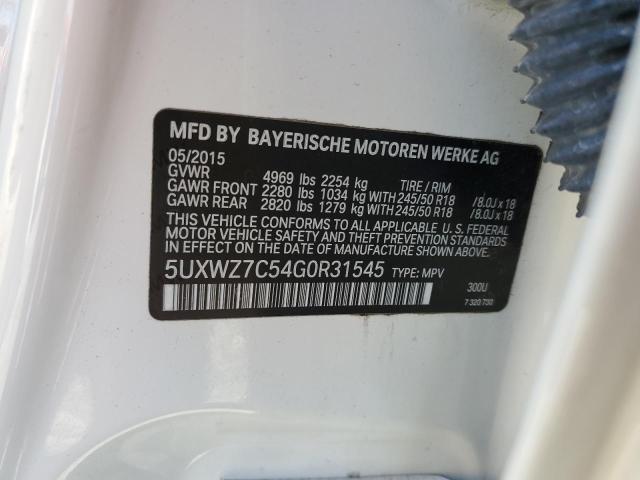 MFD BY BAYERISCHE MOTOREN WERKE AG
05/2015
GVWR 4969 lbs 2254 kg TIRE / RIM
GAWR FRONT 2280 lbs 1034 kg WITH 245/50 R18 /8.0J x 18
GAWR REAR 2820 lbs 1279 kg WITH 245/50 R18 /8.0J x 18
THIS VEHICLE CONFORMS TO ALL APPLICABLE U. S. FEDERAL
MOTOR VEHICLE SAFETY AND THEFT PREVENTION STANDARDS
IN EFFECT ON THE DATE OF MANUFACTURE SHOWN ABOVE.
5UXWZ7C54G0R31545 TYPE: MPV
300U
7 320 730